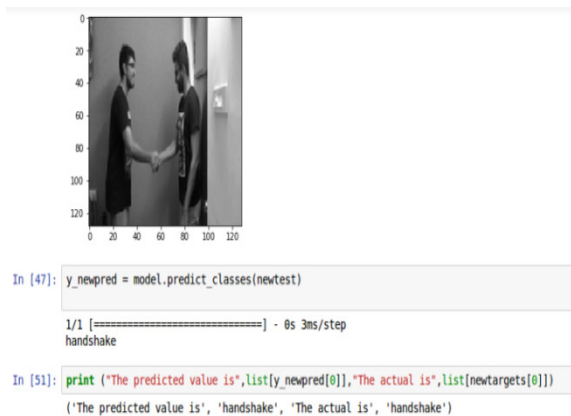 0
20
40
60
80
100
120
0 20 40 60 80 100 120
In [47]: y_newpred = model.predict_classes(newtest)
1/1 [==============================] - 0s 3ms/step
handshake
In [51]: print ("The predicted value is",list[y_newpred[0]],"The actual is",list[newtargets[0]])
('The predicted value is', 'handshake', 'The actual is', 'handshake')